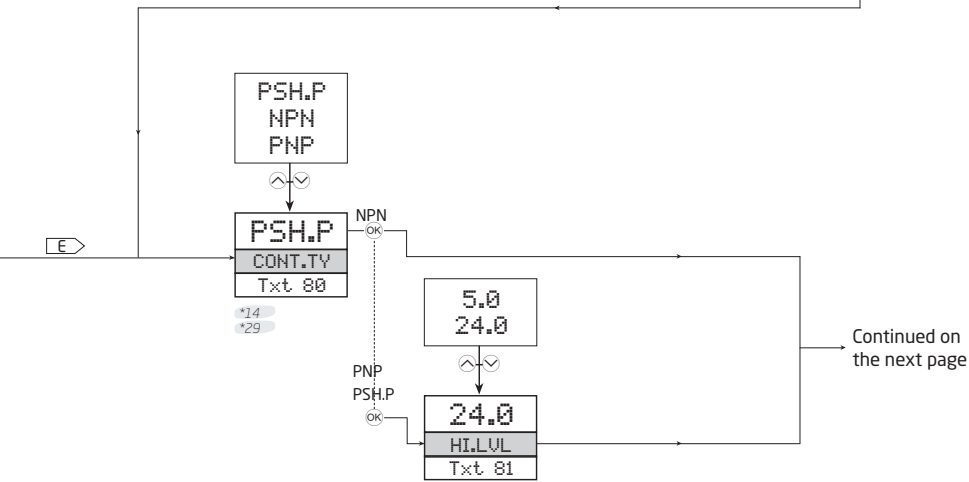 PSH.P
NPN
PNP
PSH.P
CONT.TY
Txt 80
*14
*29
E
NPN
OK
5.0
24.0
PNP
PSH.P
OK
24.0
HI.LVL
Txt 81
Continued on
the next page